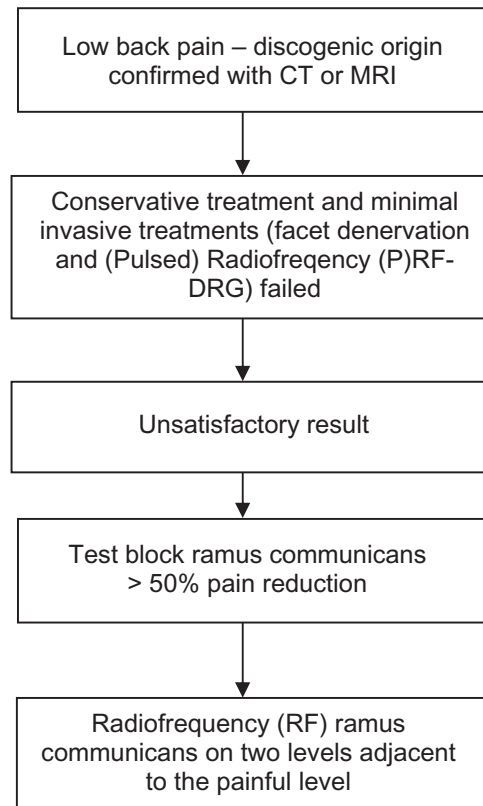 Low back pain – discogenic origin
confirmed with CT or MRI
Conservative treatment and minimal
invasive treatments (facet denervation
and (Pulsed) Radiofreqency (P)RF-
DRG) failed
Unsatisfactory result
Test block ramus communicans
> 50% pain reduction
Radiofrequency (RF) ramus
communicans on two levels adjacent
to the painful level